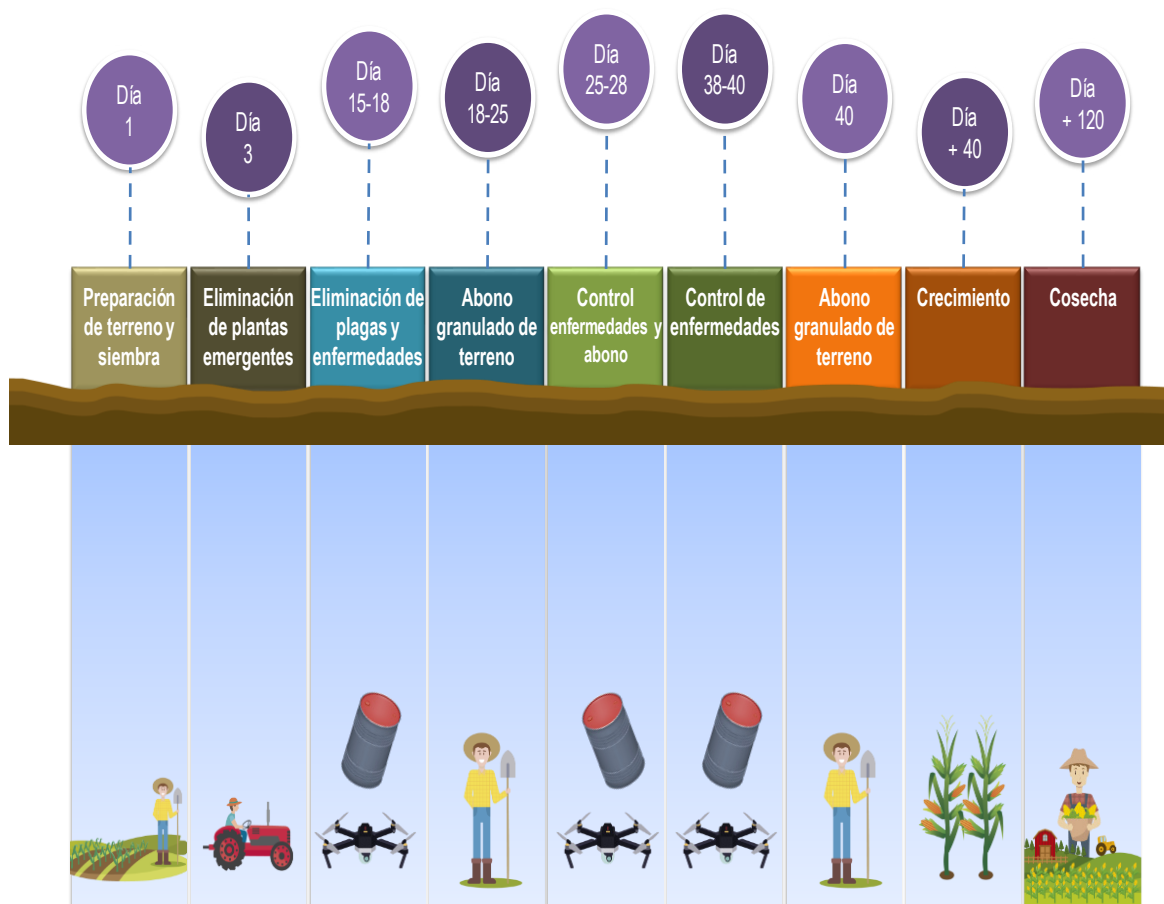 Día
1
Día
3
Día
15-18
Día
18-25
Día
25-28
Día
38-40
Día
40
Día
+ 40
Día
+ 120
Preparación
de terreno y
siembra
Eliminación
de plantas
emergentes
Eliminación de
plagas y
enfermedades
Abono
granulado de
terreno
Control
enfermedades y
abono
Control de
enfermedades
Abono
granulado de
terreno
Crecimiento
Cosecha